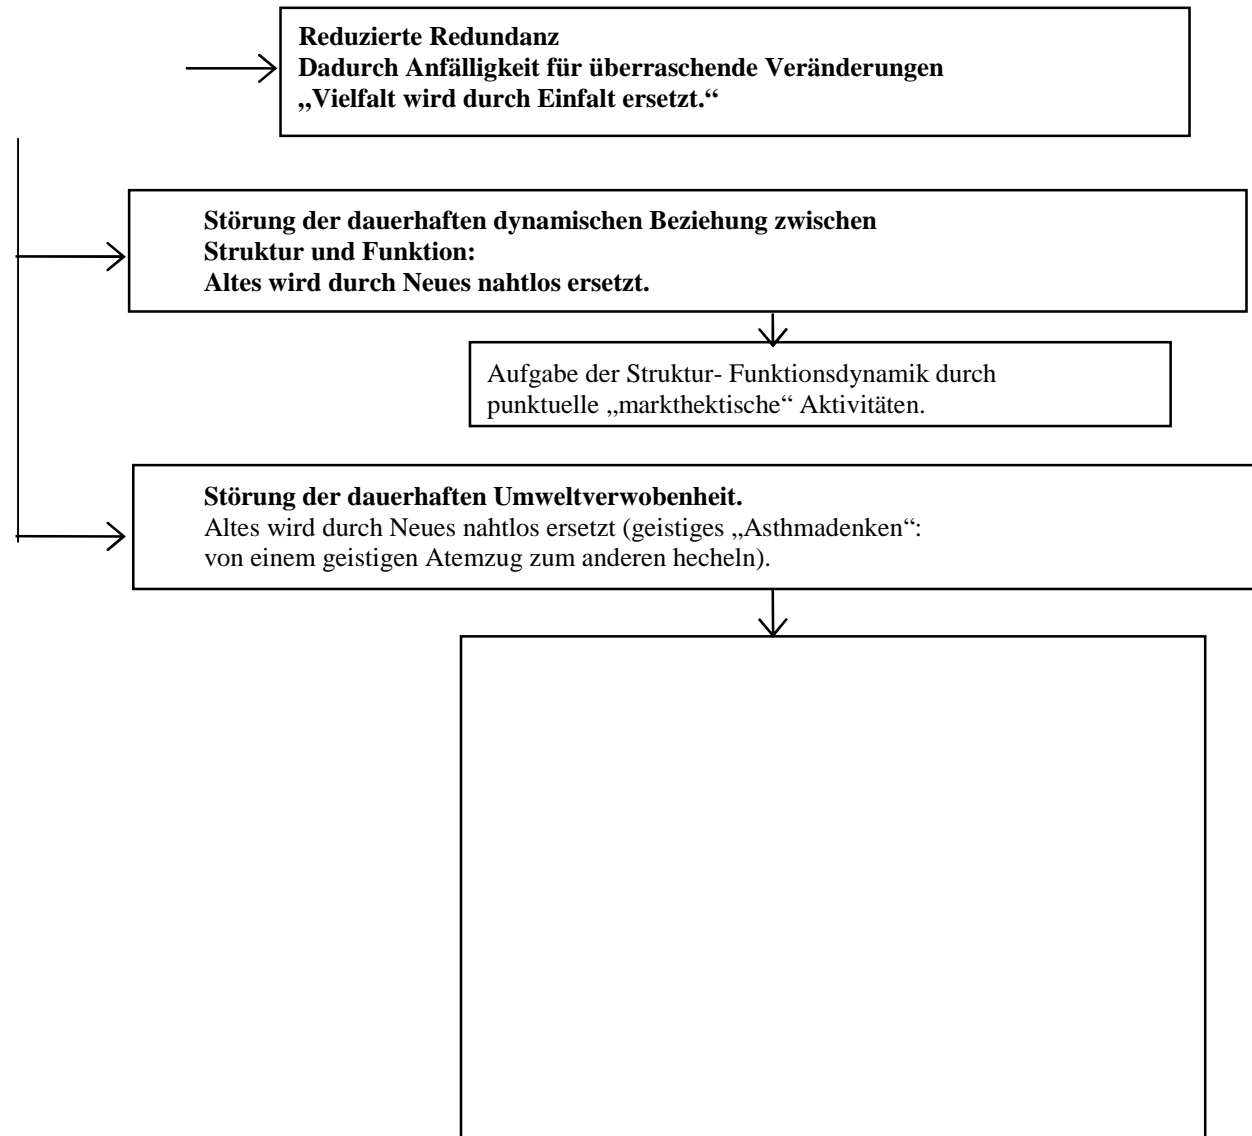 Reduzierte Redundanz
Dadurch Anfälligkeit für überraschende Veränderungen
„Vielfalt wird durch Einfalt ersetzt.“
Störung der dauerhaften dynamischen Beziehung zwischen
Struktur und Funktion:
Altes wird durch Neues nahtlos ersetzt.
Aufgabe der Struktur- Funktionsdynamik durch
punktuelle „markthektische“ Aktivitäten.
Störung der dauerhaften Umweltverwobenheit.
Altes wird durch Neues nahtlos ersetzt (geistiges „Asthmadenken“:
von einem geistigen Atemzug zum anderen hecheln).